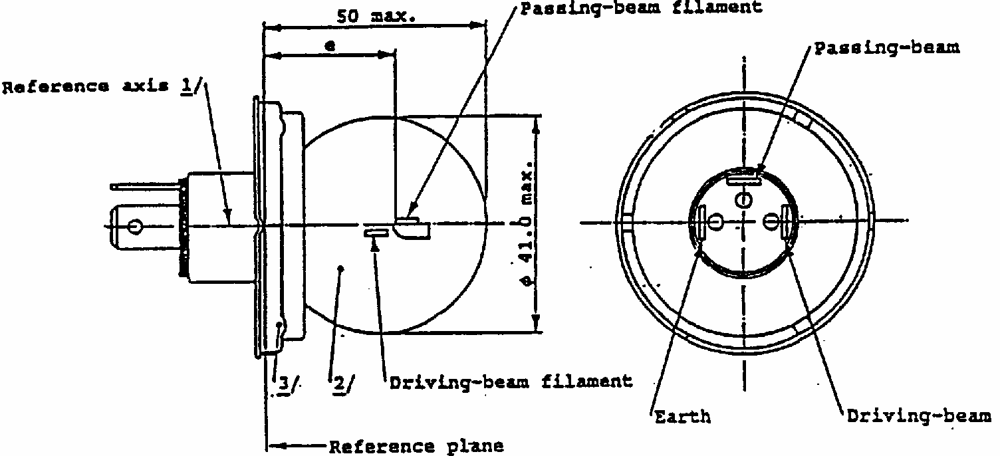 Passing-beam filament
50 max.
e
Passing-beam
Reference axis 1/
ϕ 41.0 max.
3/
2/
Driving-beam filament
Earth
Driving-beam
Reference plane